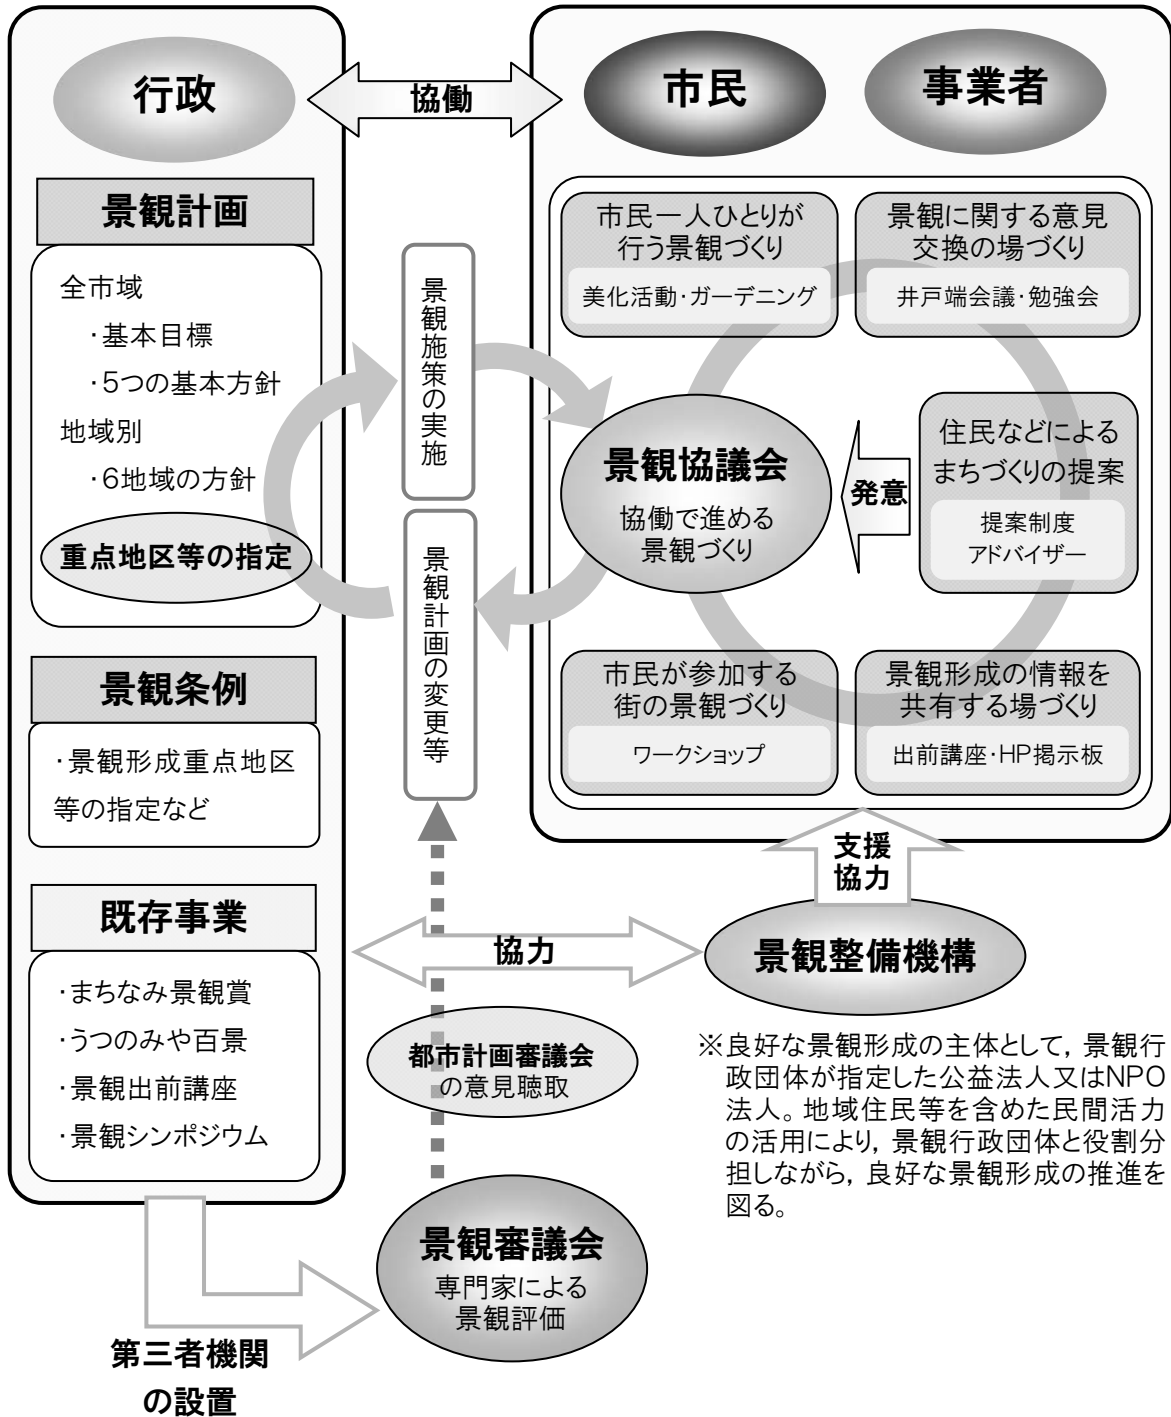 行政
協働
市民
事業者
景観計画
全市域
・基本目標
・5つの基本方針
地域別
・6地域の方針
重点地区等の指定
景観条例
・景観形成重点地区
等の指定など
既存事業
・まちなみ景観賞
・うつのみや百景
・景観出前講座
・景観シンポジウム
第三者機関
の設置
景観施策の実施
景観計画の変更等
市民一人ひとりが
行う景観づくり
美化活動・ガーデニング
景観に関する意見
交換の場づくり
井戸端会議・勉強会
景観協議会
協働で進める
景観づくり
発意
住民などによる
まちづくりの提案
提案制度
アドバイザー
市民が参加する
街の景観づくり
ワークショップ
景観形成の情報を
共有する場づくり
出前講座・HP掲示板
支援
協力
協力
景観整備機構
都市計画審議会
の意見聴取
※良好な景観形成の主体として，景観行
政団体が指定した公益法人又はNPO
法人。地域住民等を含めた民間活力
の活用により，景観行政団体と役割分
担しながら，良好な景観形成の推進を
図る。
景観審議会
専門家による
景観評価